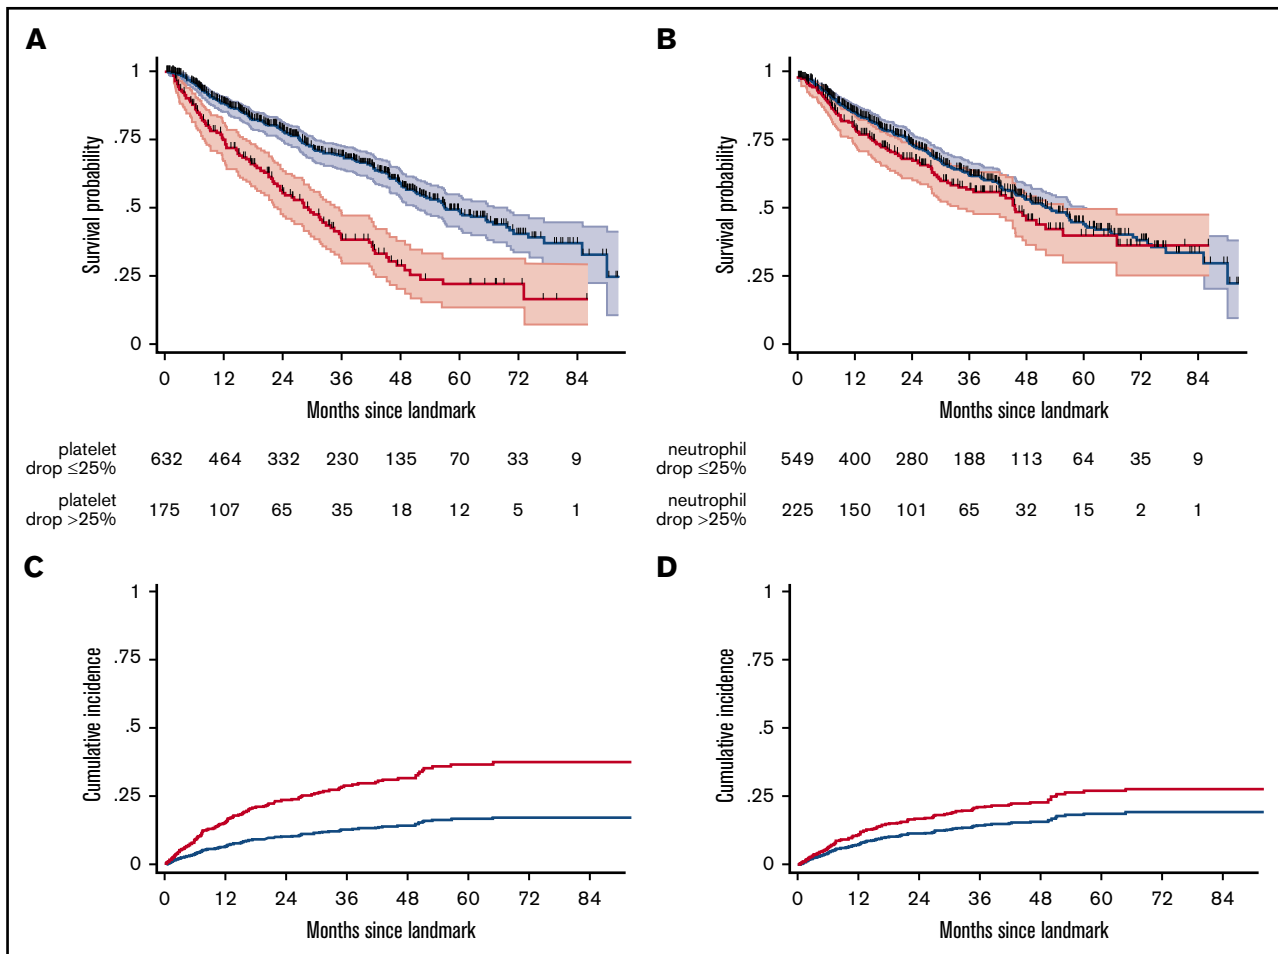 A
Survival probability
1
.75
.5
.25
0
0 12 24 36 48 60 72 84
Months since landmark
platelet
drop ≤25%
632 464 332 230 135 70 33 9
platelet
drop >25%
175 107 65 35 18 12 5 1
B
Survival probability
1
.75
.5
.25
0
0 12 24 36 48 60 72 84
Months since landmark
neutrophil
drop ≤25%
549 400 280 188 113 64 35 9
neutrophil
drop >25%
225 150 101 65 32 15 2 1
C
Cumulative incidence
1
.75
.5
.25
0
0 12 24 36 48 60 72 84
Months since landmark
D
Cumulative incidence
1
.75
.5
.25
0
0 12 24 36 48 60 72 84
Months since landmark